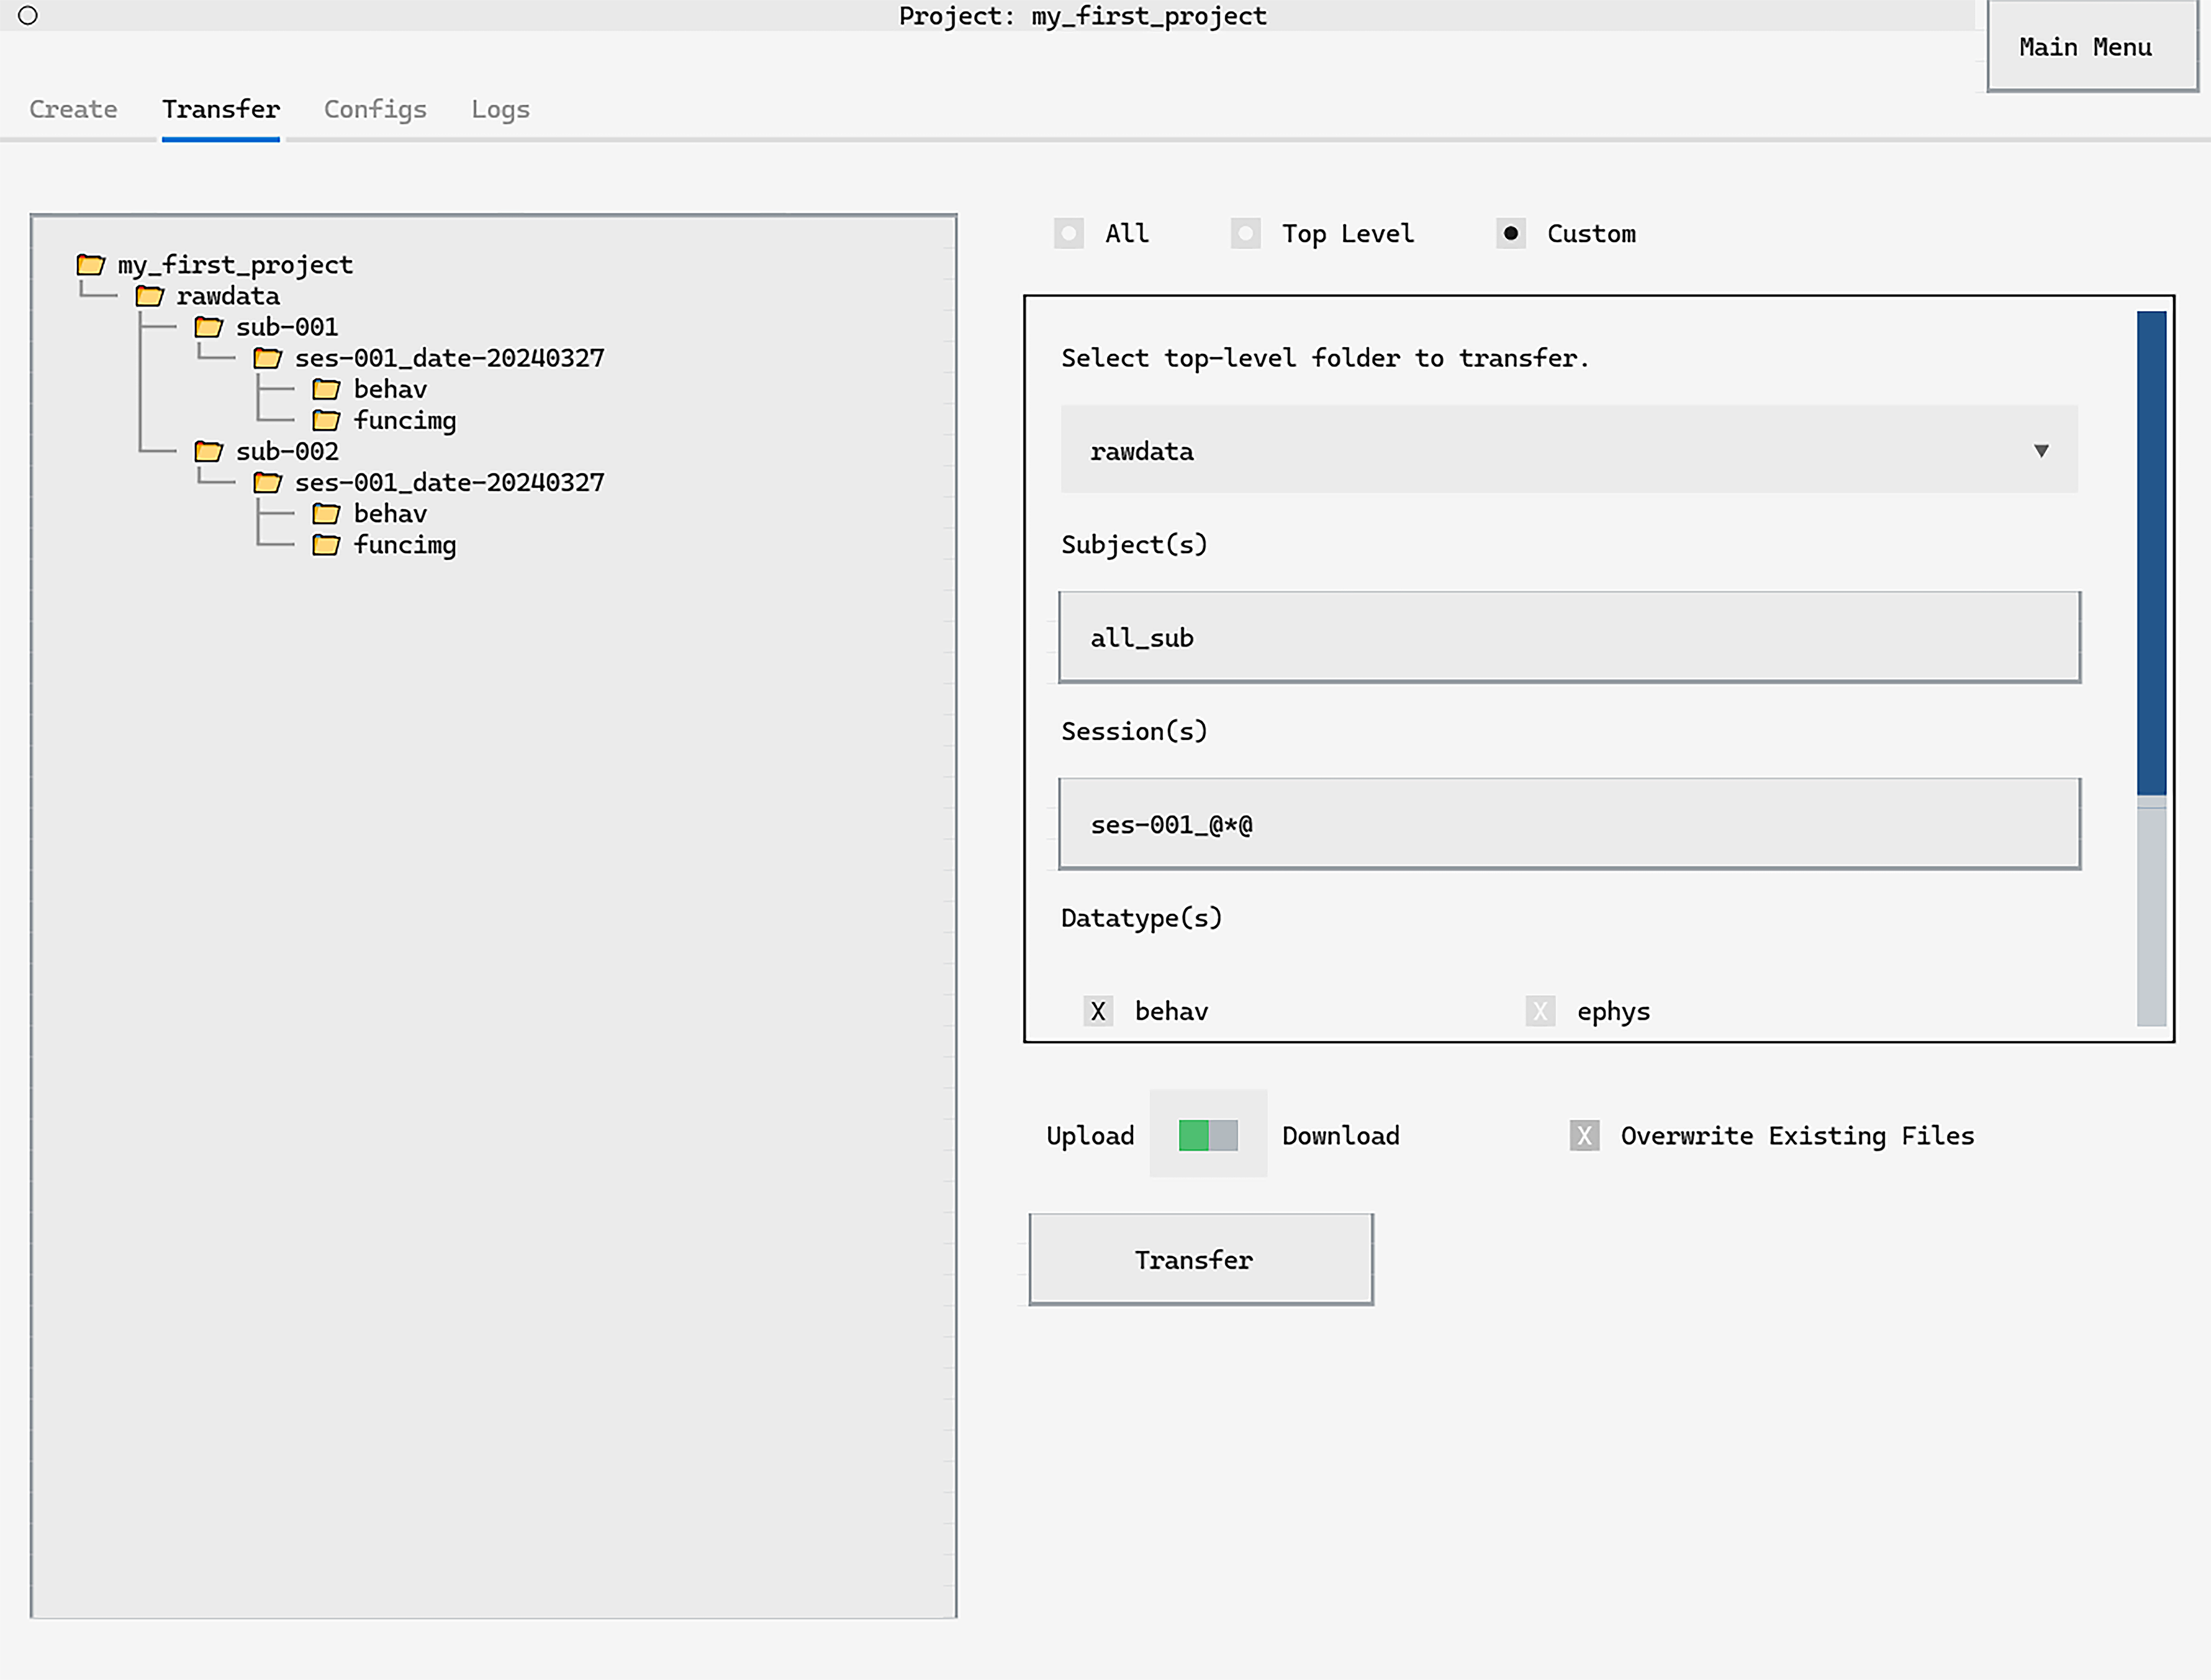 Project: my_first_project
Main Menu
Create Transfer Configs Logs
my_first_project
rawdata
sub-001
ses-001_date-20240327
behav
funcimg
sub-002
ses-001_date-20240327
behav
funcimg
All Top Level Custom
Select top-level folder to transfer.
rawdata
Subject(s)
all_sub
Session(s)
ses-001_@*@
Datatype(s)
X behav X ephys
Upload Download X Overwrite Existing Files
Transfer